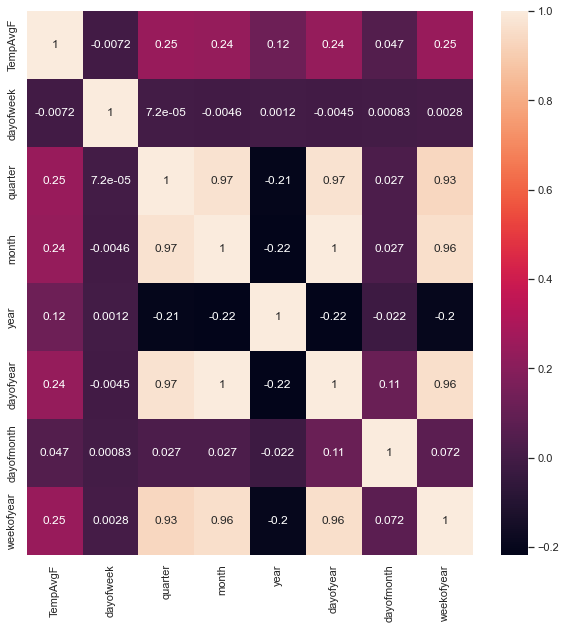 TempAvgF 1 -0.0072 0.25 0.24 0.12 0.24 0.047 0.25
dayofweek -0.0072 1 7.2e-05 -0.0046 0.0012 -0.0045 0.00083 0.0028
quarter 0.25 7.2e-05 1 0.97 -0.21 0.97 0.027 0.93
month 0.24 -0.0046 0.97 1 -0.22 1 0.027 0.96
year 0.12 0.0012 -0.21 -0.22 1 -0.22 -0.022 -0.2
dayofyear 0.24 -0.0045 0.97 1 -0.22 1 0.11 0.96
dayofmonth 0.047 0.00083 0.027 0.027 -0.022 0.11 1 0.072
weekofyear 0.25 0.0028 0.93 0.96 -0.2 0.96 0.072 1
TempAvgF dayofweek quarter month year dayofyear dayofmonth weekofyear
1.0
0.8
0.6
0.4
0.2
0.0
−0.2